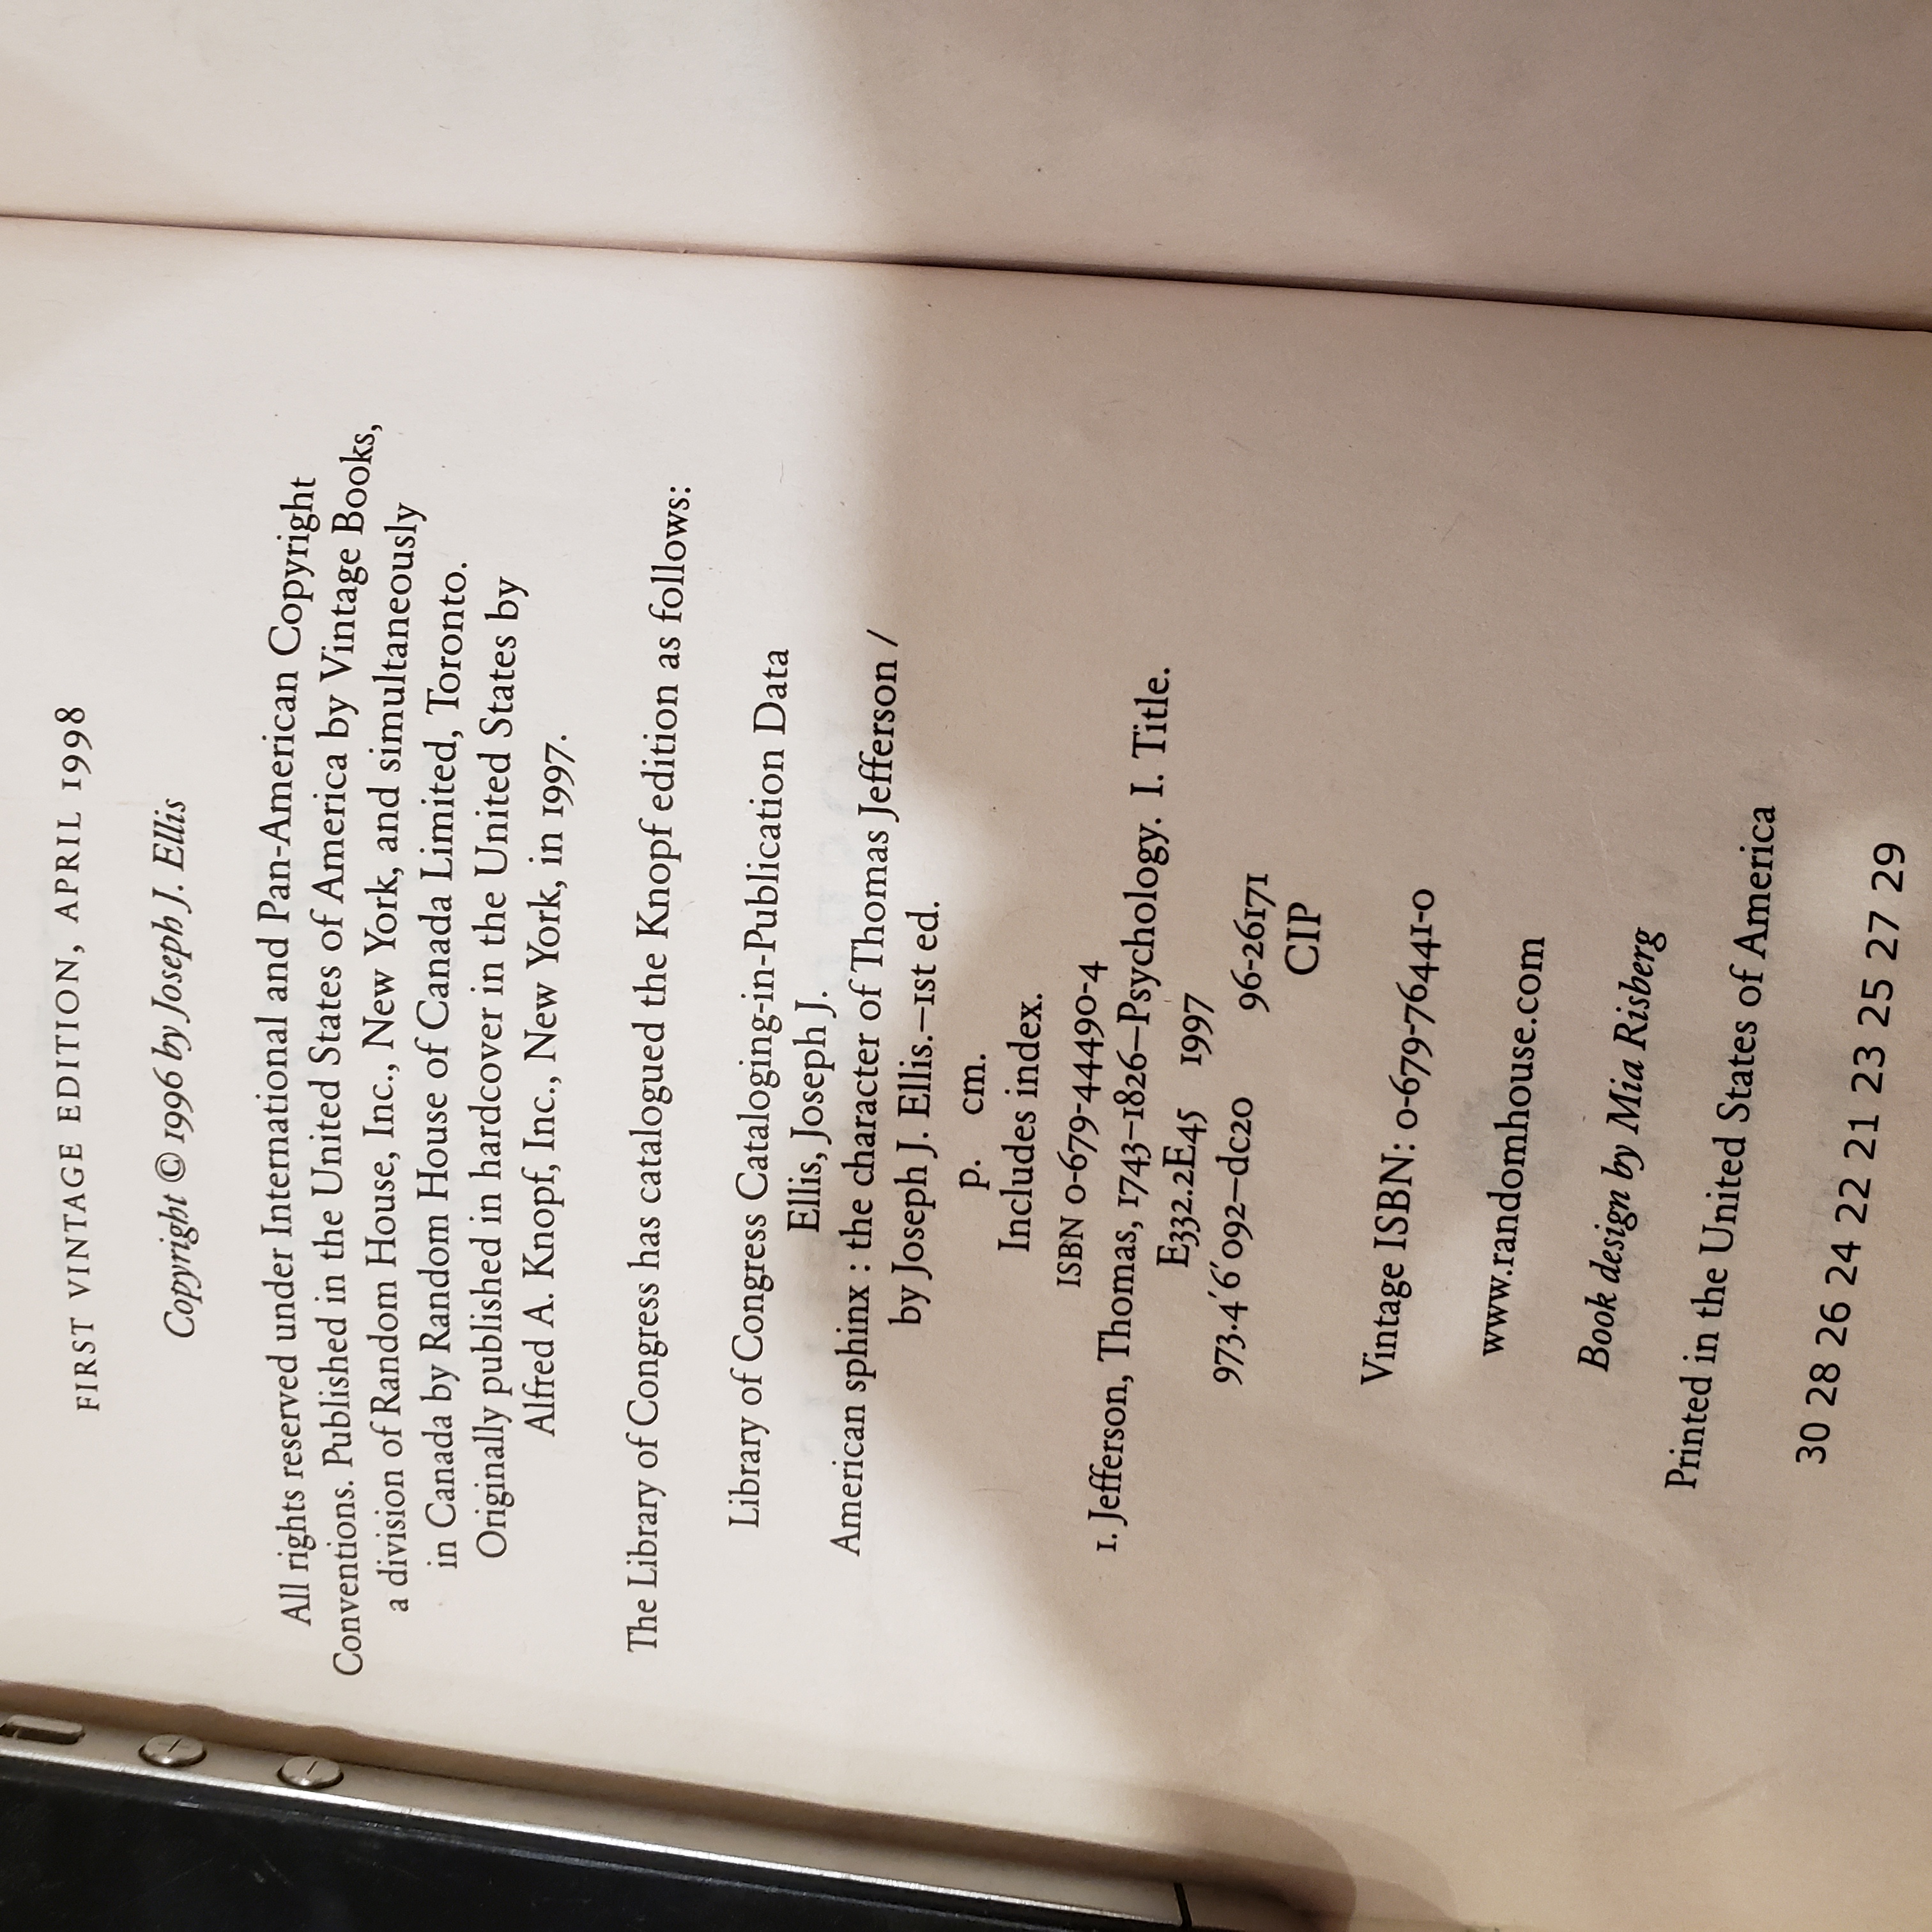 FIRST VINTAGE EDITION, APRIL 1998
Copyright © 1996 by Joseph J. Ellis
All rights reserved under International and Pan-American Copyright
Conventions. Published in the United States of America by Vintage Books,
a division of Random House, Inc., New York, and simultaneously
in Canada by Random House of Canada Limited, Toronto.
Originally published in hardcover in the United States by
Alfred A. Knopf, Inc., New York, in 1997.
The Library of Congress has catalogued the Knopf edition as follows:
Library of Congress Cataloging-in-Publication Data
Ellis, Joseph J.
American sphinx : the character of Thomas Jefferson /
by Joseph J. Ellis.—1st ed.
p. cm.
Includes index.
ISBN 0-679-44490-4
1. Jefferson, Thomas, 1743–1826—Psychology. I. Title.
E332.2E45 1997
973.4′6′092—dc20 96-26171
CIP
Vintage ISBN: 0-679-76441-0
www.randomhouse.com
Book design by Mia Risberg
Printed in the United States of America
30 28 26 24 22 21 23 25 27 29